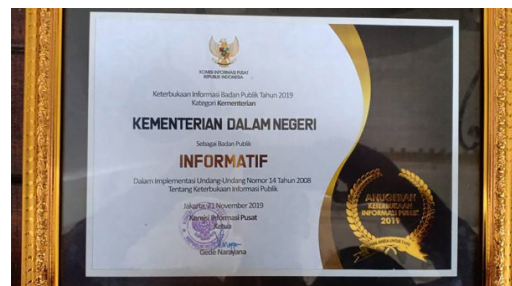 KOMISI INFORMASI PUSAT
REPUBLIK INDONESIA
Keterbukaan Informasi Badan Publik Tahun 2019
Kategori Kementerian
KEMENTERIAN DALAM NEGERI
Sebagai Badan Publik
INFORMATIF
Dalam Implementasi Undang-Undang Nomor 14 Tahun 2008
Tentang Keterbukaan Informasi Publik
Jakarta, 21 November 2019
Komisi Informasi Pusat
Ketua
Gede Narayana
ANUGERAH
KETERBUKAAN
INFORMASI PUBLIK
2019